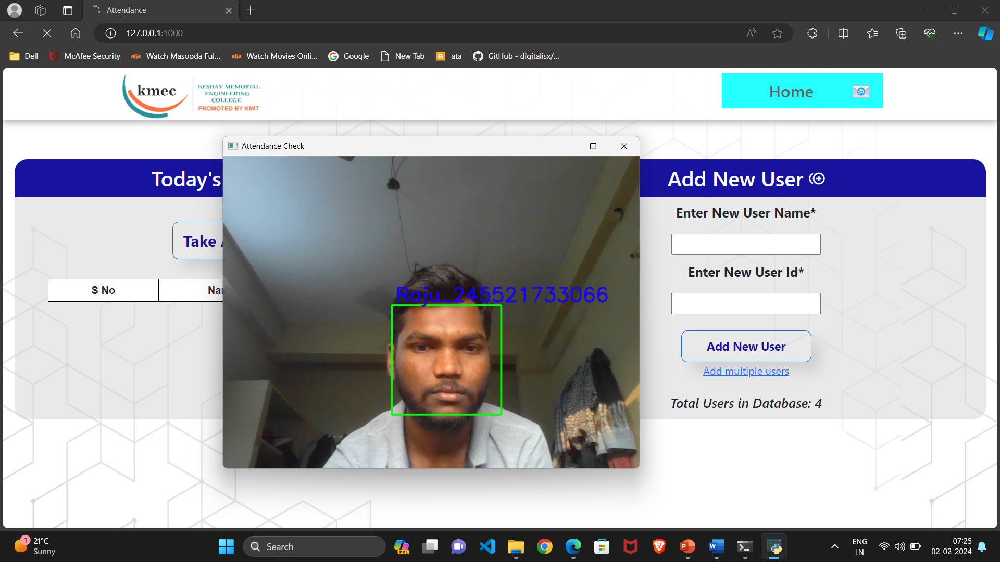 Attendance
127.0.0.1:1000
Dell
McAfee Security
aha
Watch Masooda Ful...
aha
Watch Movies Onli...
Google
New Tab
ata
GitHub - digitalisx/...
kmec
KESHAV MEMORIAL
ENGINEERING
COLLEGE
PROMOTED BY KMIT
Home
Attendance Check
Today's
Add New User
Take
S No
Raju_245521733066
Enter New User Name*
Enter New User Id*
Add New User
Add multiple users
Total Users in Database: 4
1
21°C
Sunny
Search
PRE
ENG
IN
07:25
02-02-2024